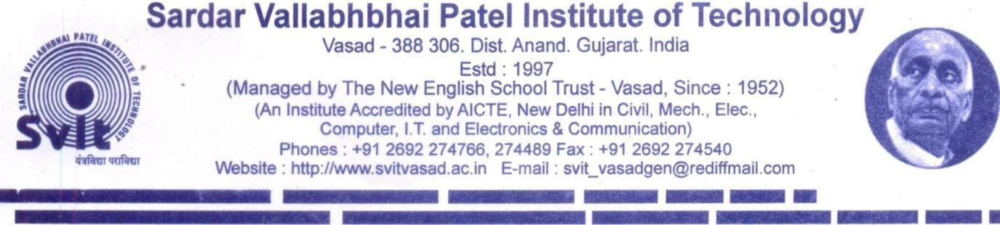 Sardar Vallabhbhai Patel Institute of Technology
Vasad - 388 306. Dist. Anand. Gujarat. India
Estd : 1997
(Managed by The New English School Trust - Vasad, Since : 1952)
(An Institute Accredited by AICTE, New Delhi in Civil, Mech., Elec.,
Computer, I.T. and Electronics & Communication)
Phones : +91 2692 274766, 274489 Fax : +91 2692 274540
Website : http://www.svitvasad.ac.in E-mail : svit_vasadgen@rediffmail.com
SARDAR VALLABHBHAI PATEL INSTITUTE OF TECHNOLOGY
Svit
यंत्रविद्या पराविद्या